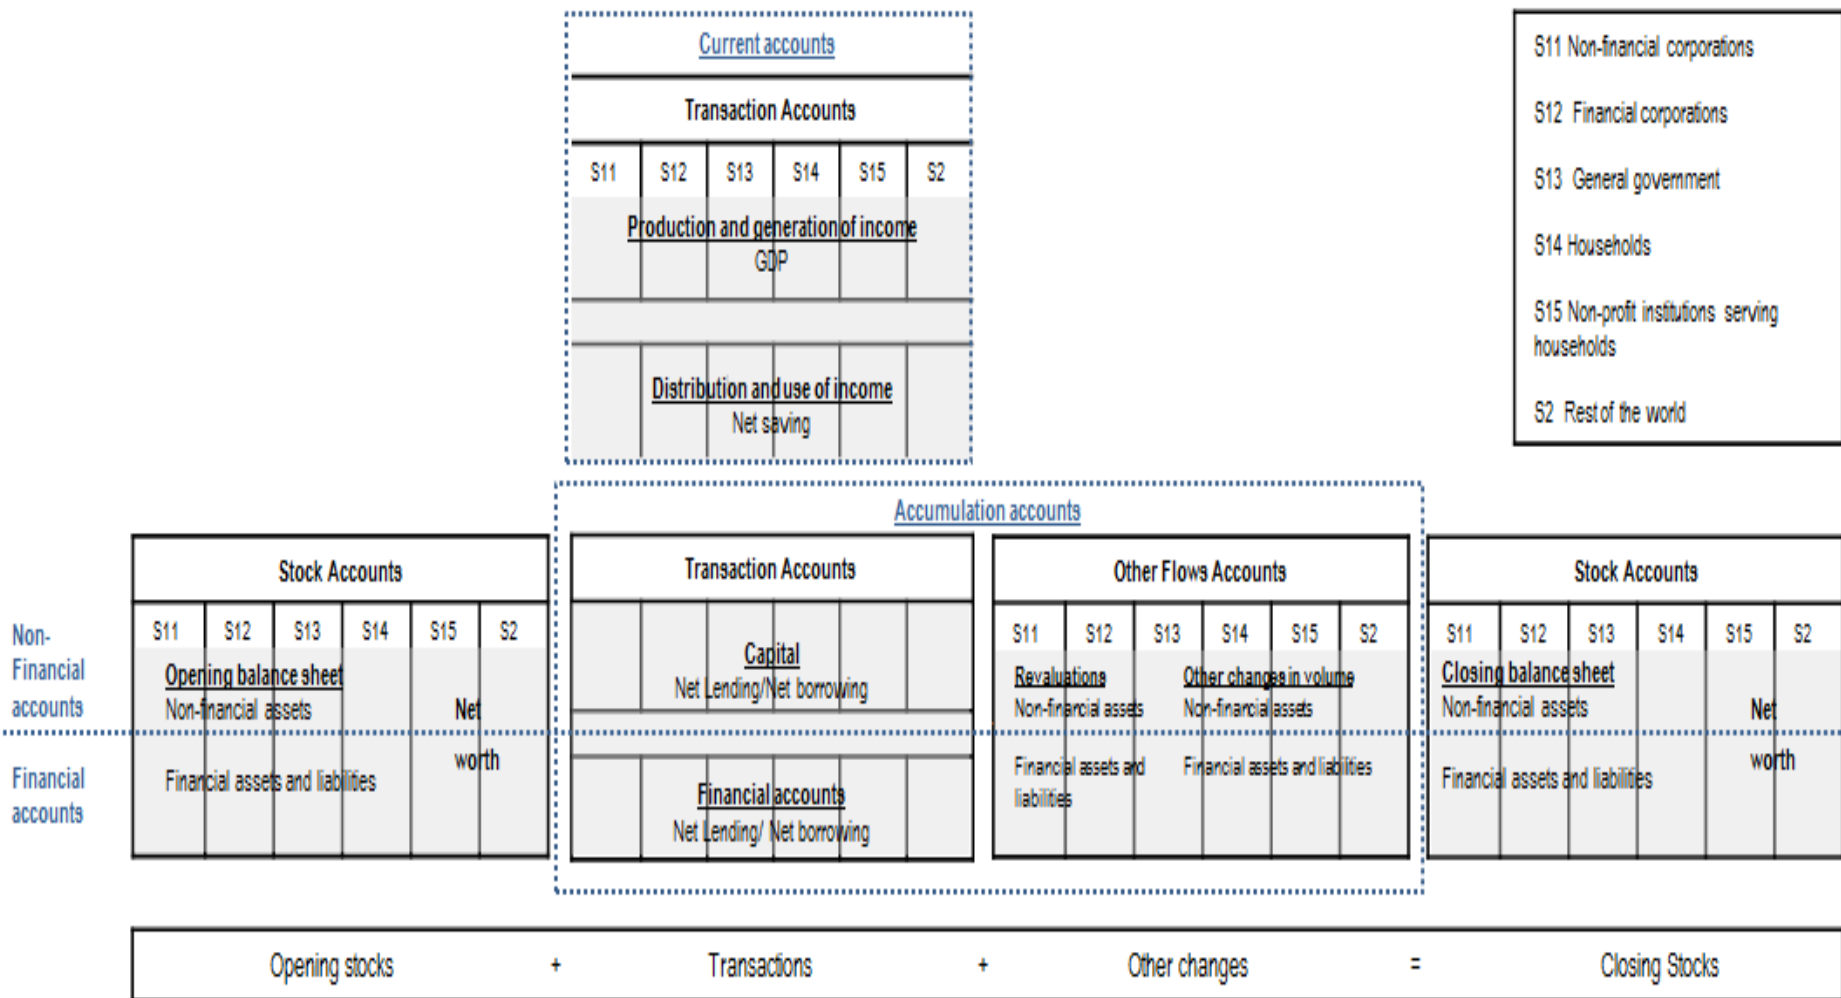 Current accounts
Transaction Accounts
S11 S12 S13 S14 S15 S2
Production and generation of income
GDP
Distribution and use of income
Net saving
S11 Non-financial corporations
S12 Financial corporations
S13 General government
S14 Households
S15 Non-profit institutions serving
households
S2 Rest of the world
Accumulation accounts
Stock Accounts
Transaction Accounts
Other Flows Accounts
Stock Accounts
Non-
Financial
accounts
Financial
accounts
S11 S12 S13 S14 S15 S2
Opening balance sheet
Non-financial assets
Financial assets and liabilities
Net
worth
Capital
Net Lending/Net borrowing
Financial accounts
Net Lending/ Net borrowing
S11 S12 S13 S14 S15 S2
Revaluations
Non-financial assets
Financial assets and
liabilities
Other changes in volume
Non-financial assets
Financial assets and liabilities
S11 S12 S13 S14 S15 S2
Closing balance sheet
Non-financial assets
Financial assets and liabilities
Net
worth
Opening stocks + Transactions + Other changes = Closing Stocks